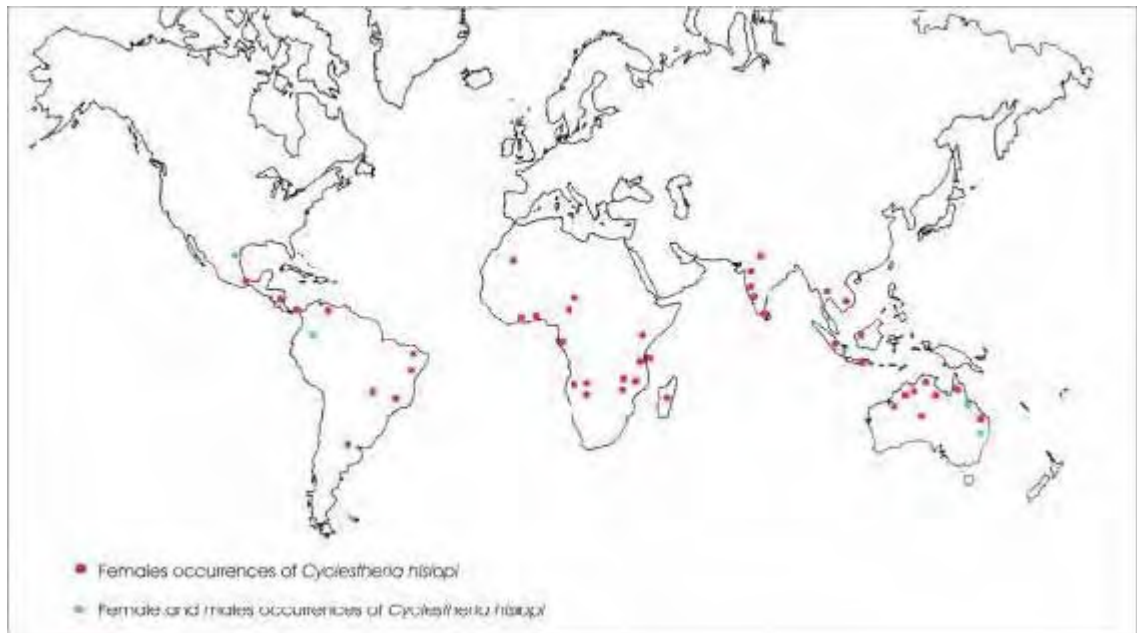 Females occurrences of Cyclestheria hislopi
Female and males occurrences of Cyclestheria hislopi